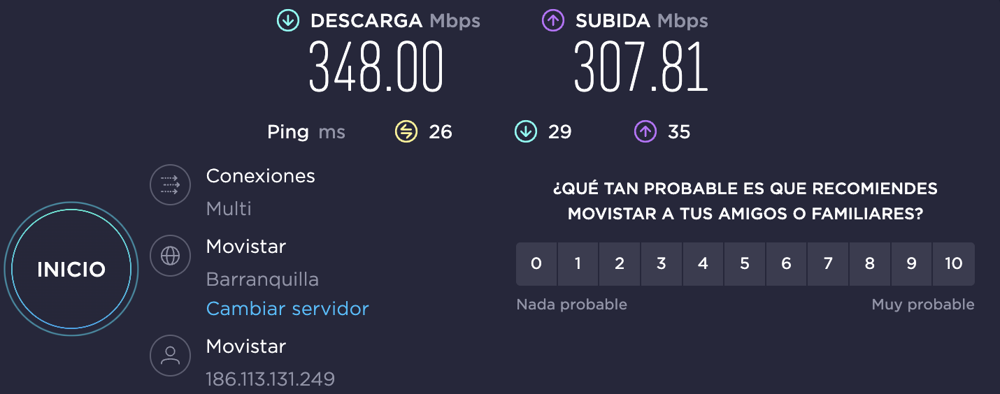 DESCARGA Mbps
348.00
SUBIDA Mbps
307.81
Ping ms 26 29 35
INICIO
Conexiones
Multi
Movistar
Barranquilla
Cambiar servidor
Movistar
186.113.131.249
¿QUÉ TAN PROBABLE ES QUE RECOMIENDES
MOVISTAR A TUS AMIGOS O FAMILIARES?
0 1 2 3 4 5 6 7 8 9 10
Nada probable Muy probable